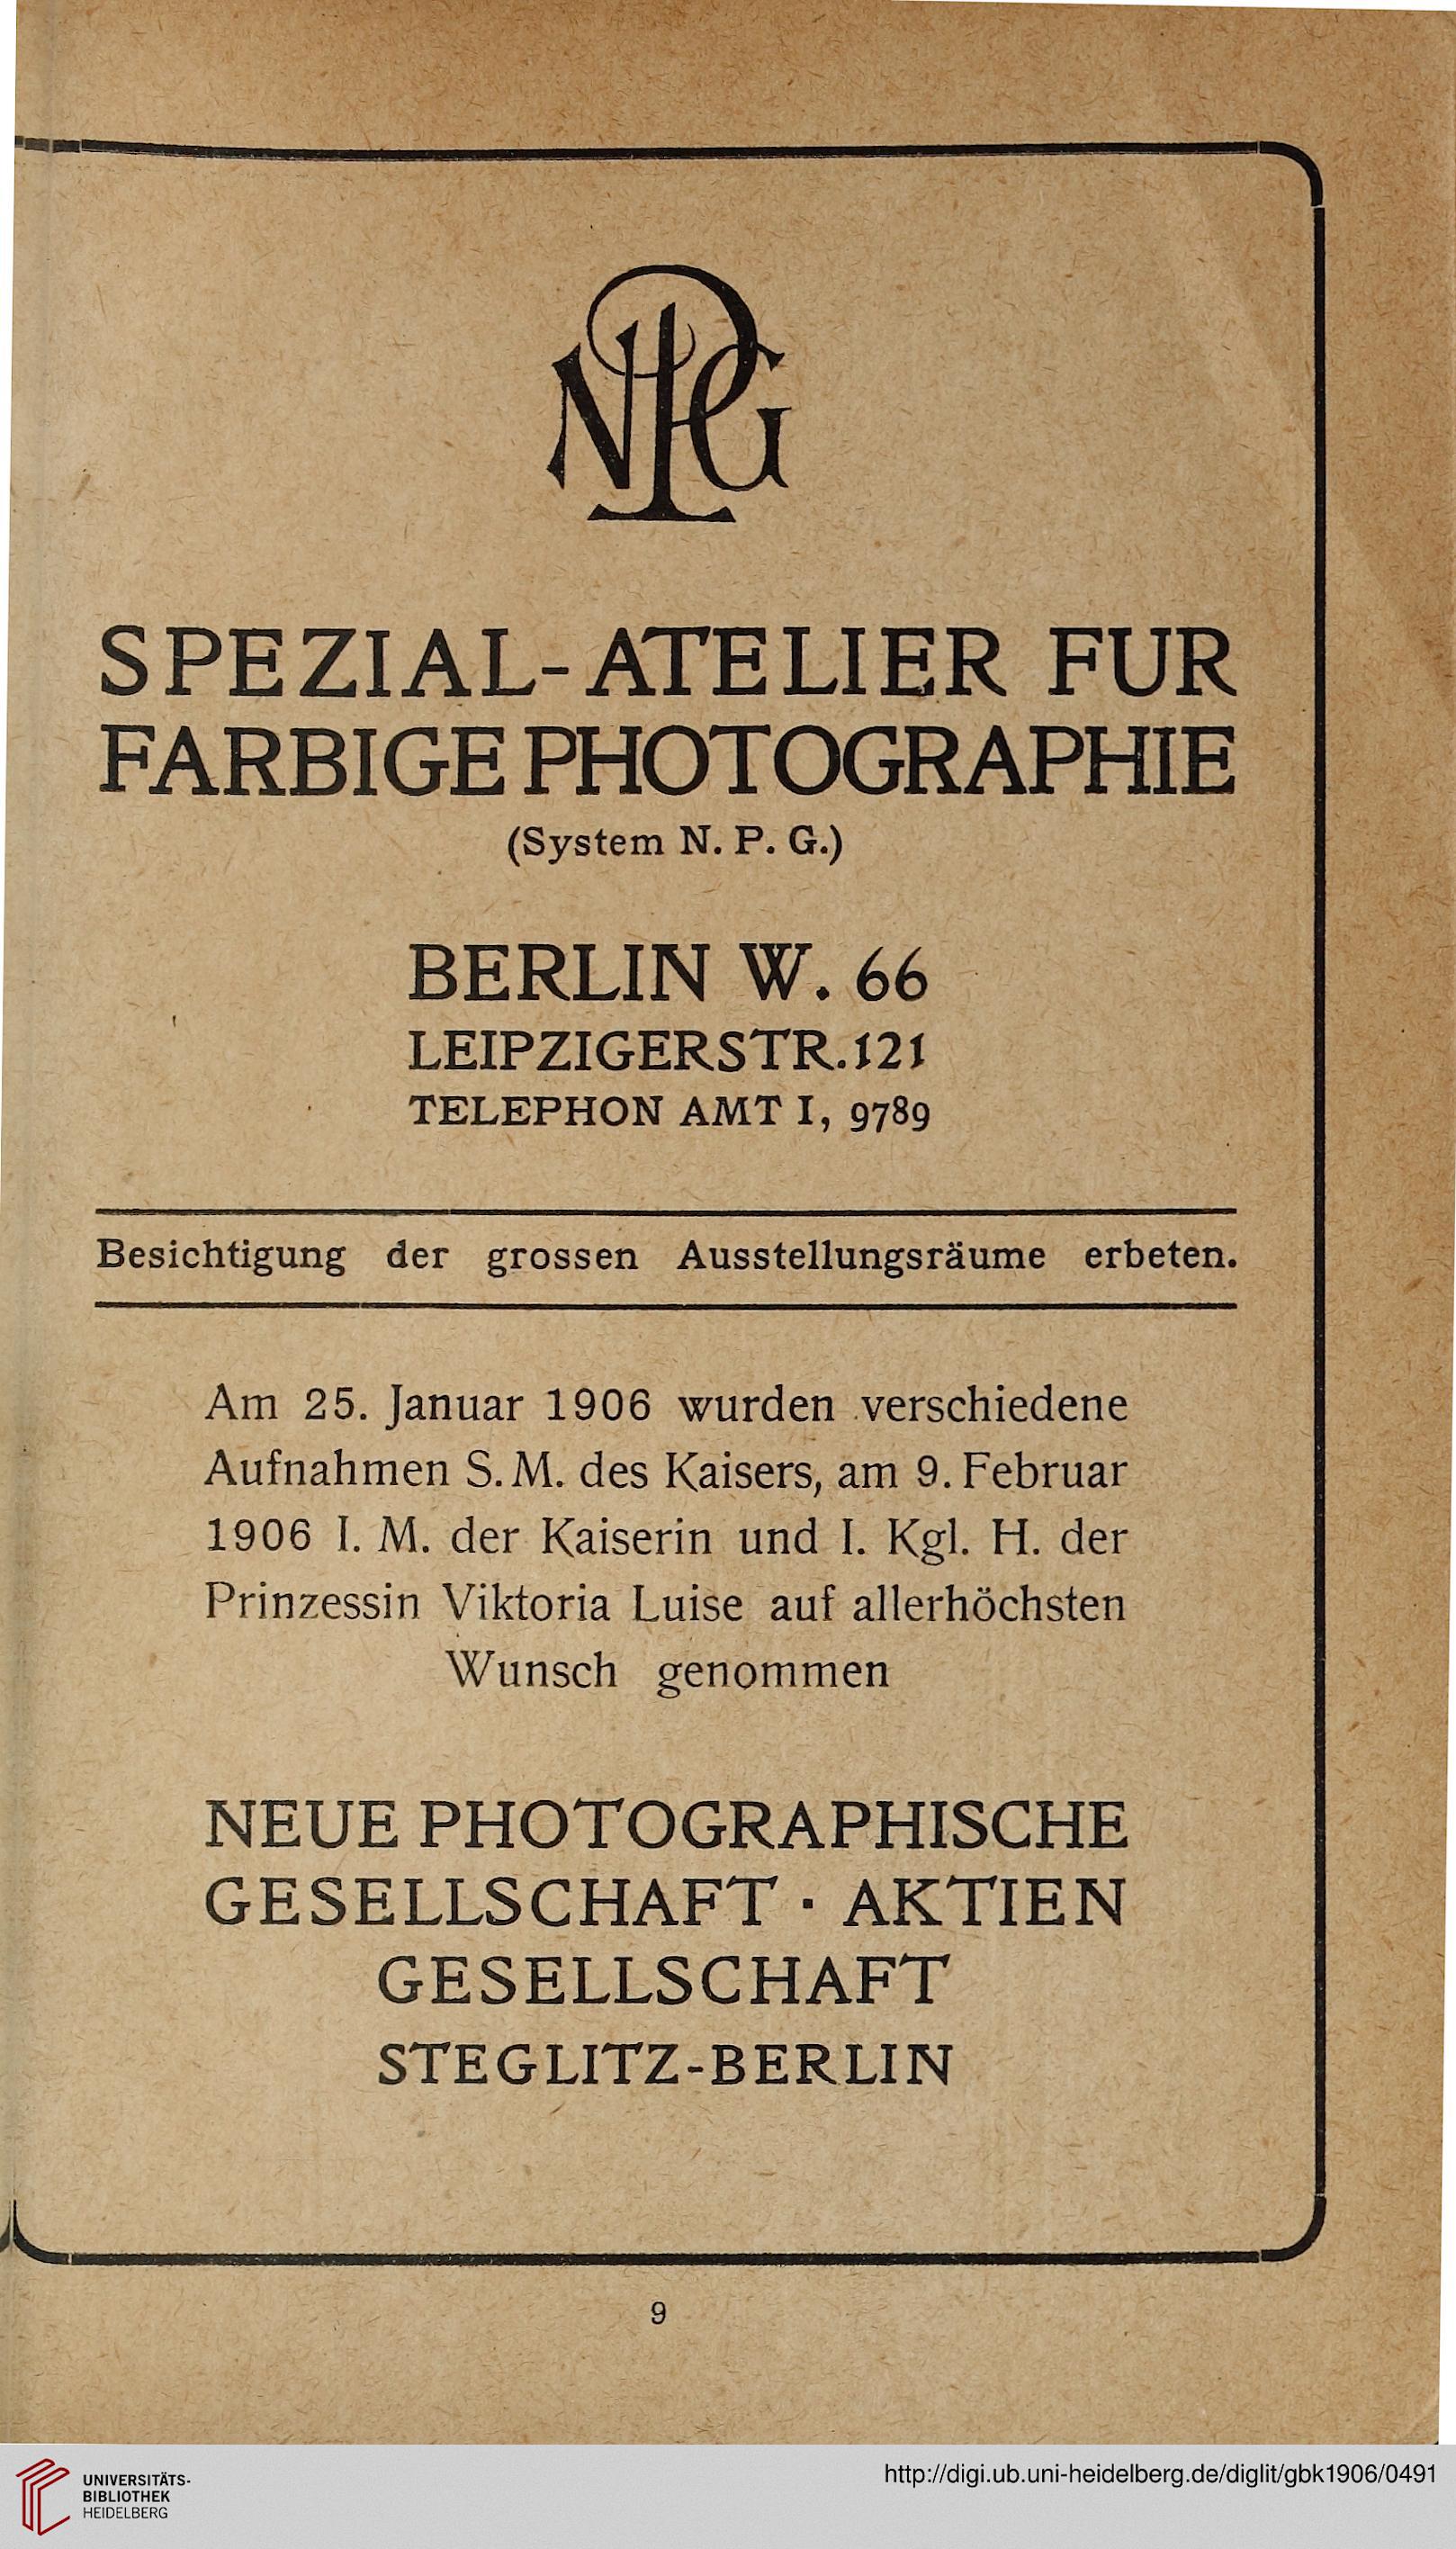 NPG
SPEZIAL-ATELIER FUR
FARBIGE PHOTOGRAPHIE
(System N. P. G.)
BERLIN W. 66
LEIPZIGERSTR. 121
TELEPHON AMT I, 9789
Besichtigung der grossen Ausstellungsräume erbeten.
Am 25. Januar 1906 wurden verschiedene
Aufnahmen S. M. des Kaisers, am 9. Februar
1906 I. M. der Kaiserin und I. Kgl. H. der
Prinzessin Viktoria Luise auf allerhöchsten
Wunsch genommen
NEUE PHOTOGRAPHISCHE
GESELLSCHAFT · AKTIEN
GESELLSCHAFT
STEGLITZ-BERLIN
9
UNIVERSITÄTS-
BIBLIOTHEK
HEIDELBERG
http://digi.ub.uni-heidelberg.de/diglit/gbk1906/0491